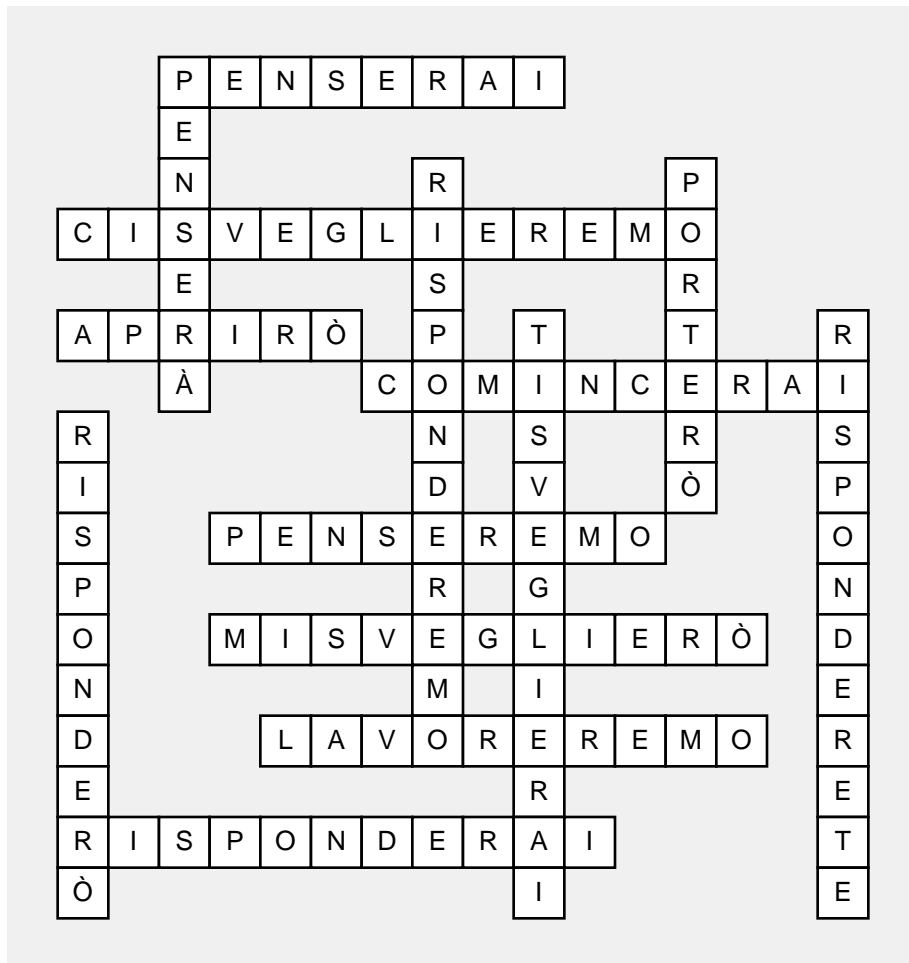 PENSERAI
PENSERÀ
RISPONDEREMO
PORTERÒ
CISVEGLIEREMO
APRIRÒ
TISVEGLIERAI
RISPONDERETE
COMINCERAI
RISPONDERÒ
PENSEREMO
MISVEGLIERÒ
LAVOREREMO
RISPONDERAI